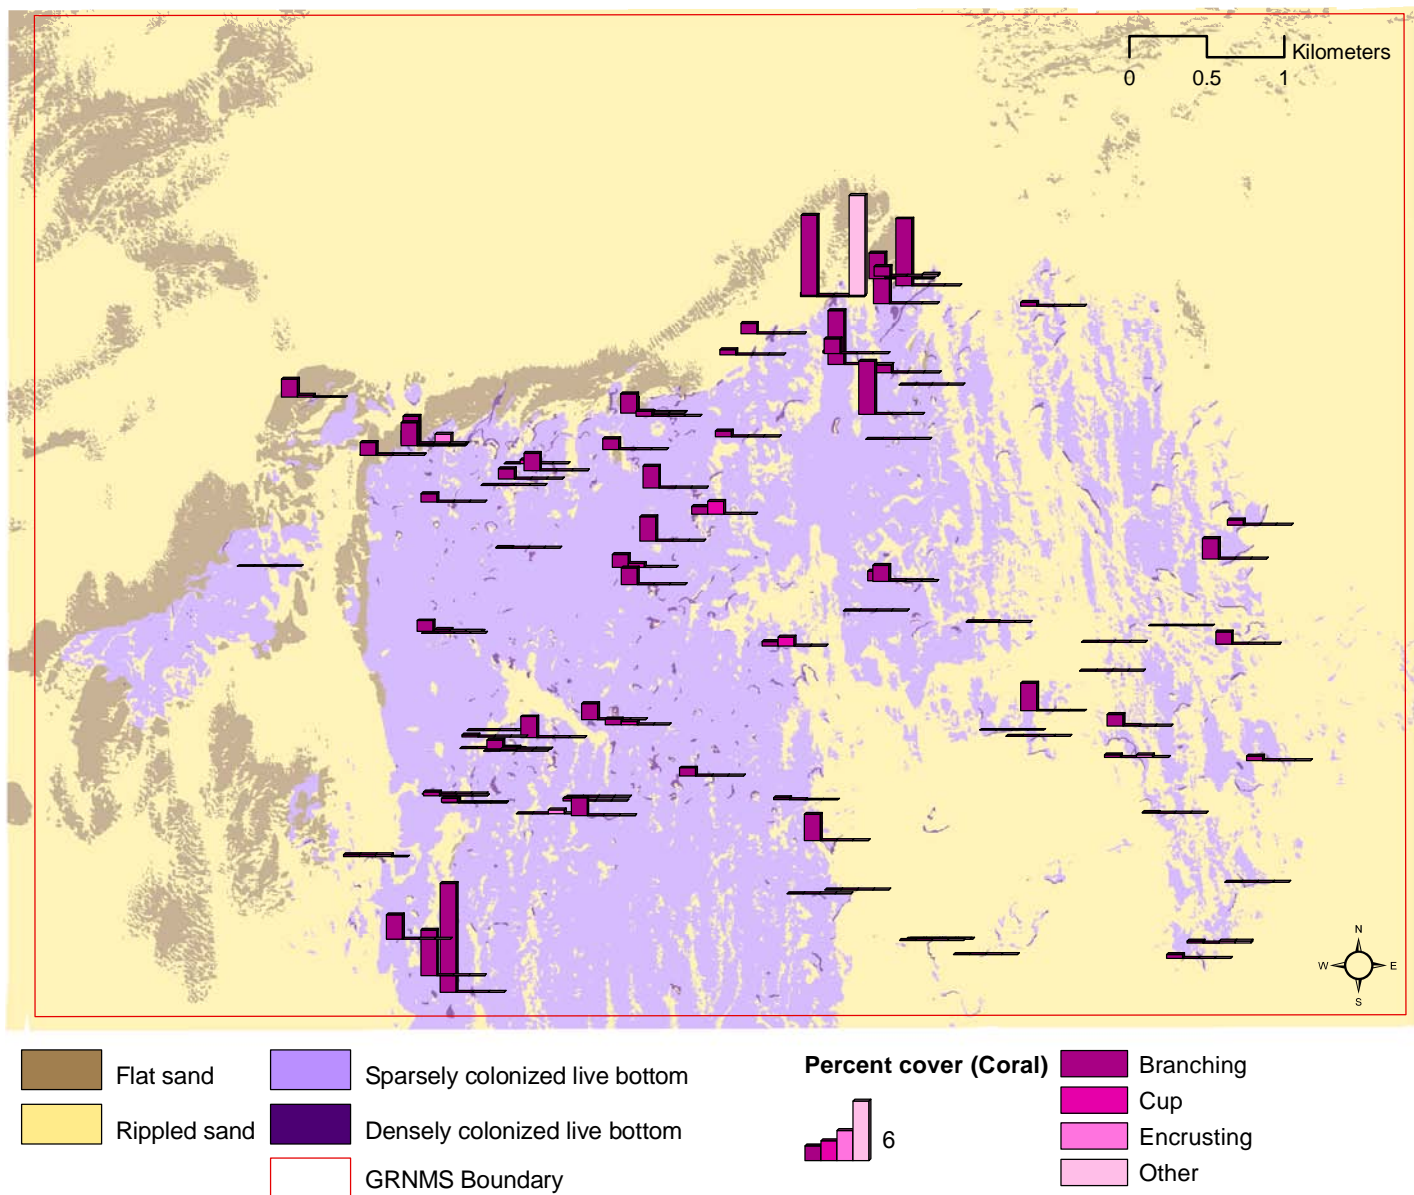 Kilometers
0 0.5 1
N
W E
S
Flat sand
Rippled sand
Sparsely colonized live bottom
Densely colonized live bottom
GRNMS Boundary
Percent cover (Coral)
6
Branching
Cup
Encrusting
Other